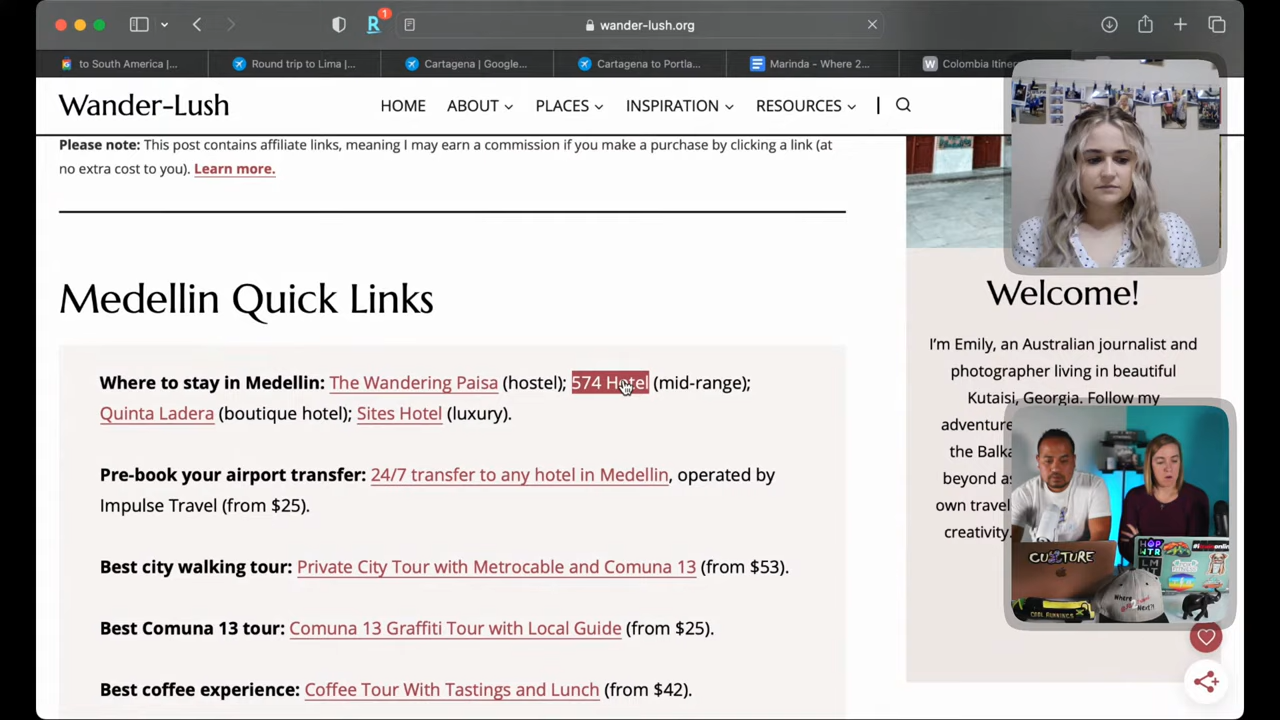 R 1
wander-lush.org
to South America |...
Round trip to Lima |...
Cartagena | Google...
Cartagena to Portla...
Marinda - Where 2...
W Colombia Itine
Wander-Lush
HOME ABOUT PLACES INSPIRATION RESOURCES
Please note: This post contains affiliate links, meaning I may earn a commission if you make a purchase by clicking a link (at
no extra cost to you). Learn more.
Medellin Quick Links
Where to stay in Medellin: The Wandering Paisa (hostel); 574 Hotel (mid-range);
Quinta Ladera (boutique hotel); Sites Hotel (luxury).
Pre-book your airport transfer: 24/7 transfer to any hotel in Medellin, operated by
Impulse Travel (from $25).
Best city walking tour: Private City Tour with Metrocable and Comuna 13 (from $53).
Best Comuna 13 tour: Comuna 13 Graffiti Tour with Local Guide (from $25).
Best coffee experience: Coffee Tour With Tastings and Lunch (from $42).
Welcome!
I'm Emily, an Australian journalist and
photographer living in beautiful
Kutaisi, Georgia. Follow my
adventure
the Balka
beyond as
own trave
creativity.
CULTURE
COOL RUNNINGS
Where
Next?!